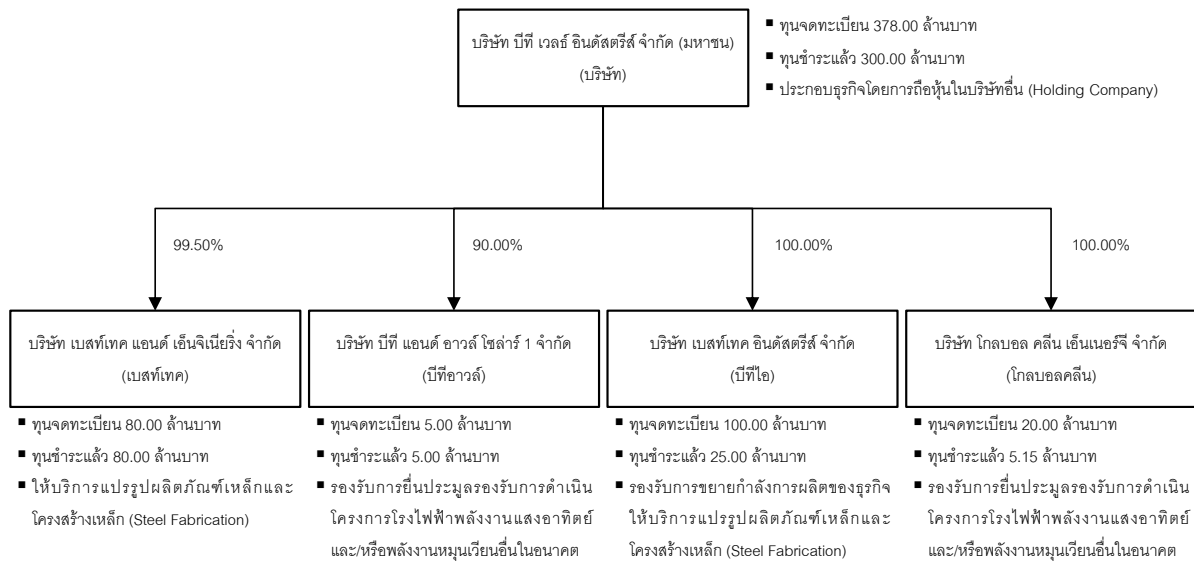 บริษัท บีที เวลธ์ อินดัสตรีส์ จำกัด (มหาชน)
(บริษัท)
▪ ทุนจดทะเบียน 378.00 ล้านบาท
▪ ทุนชำระแล้ว 300.00 ล้านบาท
▪ ประกอบธุรกิจโดยการถือหุ้นในบริษัทอื่น (Holding Company)
99.50%
90.00%
100.00%
100.00%
บริษัท เบสท์เทค แอนด์ เอ็นจิเนียริ่ง จำกัด
(เบสท์เทค)
▪ ทุนจดทะเบียน 80.00 ล้านบาท
▪ ทุนชำระแล้ว 80.00 ล้านบาท
▪ ให้บริการแปรรูปผลิตภัณฑ์เหล็กและ
โครงสร้างเหล็ก (Steel Fabrication)
บริษัท บีที แอนด์ อาวล์ โซล่าร์ 1 จำกัด
(บีทีอาวล์)
▪ ทุนจดทะเบียน 5.00 ล้านบาท
▪ ทุนชำระแล้ว 5.00 ล้านบาท
▪ รองรับการยื่นประมูลรองรับการดำเนิน
โครงการโรงไฟฟ้าพลังงานแสงอาทิตย์
และ/หรือพลังงานหมุนเวียนอื่นในอนาคต
บริษัท เบสท์เทค อินดัสตรีส์ จำกัด
(บีทีไอ)
▪ ทุนจดทะเบียน 100.00 ล้านบาท
▪ ทุนชำระแล้ว 25.00 ล้านบาท
▪ รองรับการขยายกำลังการผลิตของธุรกิจ
ให้บริการแปรรูปผลิตภัณฑ์เหล็กและ
โครงสร้างเหล็ก (Steel Fabrication)
บริษัท โกลบอล คลีน เอ็นเนอร์จี จำกัด
(โกลบอลคลีน)
▪ ทุนจดทะเบียน 20.00 ล้านบาท
▪ ทุนชำระแล้ว 5.15 ล้านบาท
▪ รองรับการยื่นประมูลรองรับการดำเนิน
โครงการโรงไฟฟ้าพลังงานแสงอาทิตย์
และ/หรือพลังงานหมุนเวียนอื่นในอนาคต